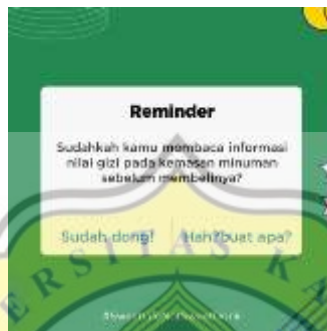 Reminder
Sudahkah kamu membaca informasi
nilai gizi pada kemasan minuman
sebelum membelinya?
Sudah dong! Hah?buat apa?